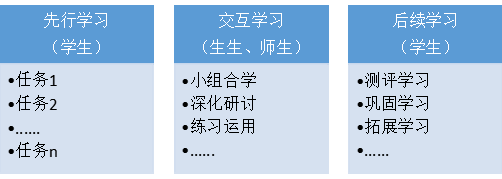 先行学习
（学生）
•任务1
•任务2
•……
•任务n
交互学习
（生生、师生）
•小组合学
•深化研讨
•练习运用
•……
后续学习
（学生）
•测评学习
•巩固学习
•拓展学习
•……